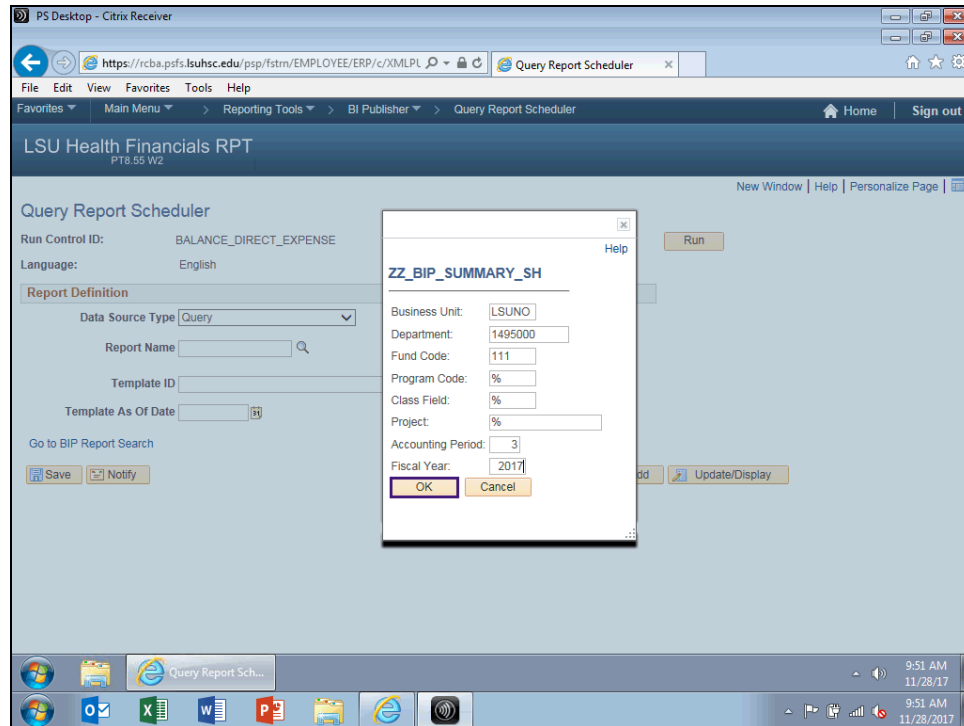 PS Desktop - Citrix Receiver
https://rcba.psfs.lsuhsc.edu/psp/fstrn/EMPLOYEE/ERP/c/XMLPL
Query Report Scheduler
File Edit View Favorites Tools Help
Favorites Main Menu > Reporting Tools > BI Publisher > Query Report Scheduler
Home Sign out
LSU Health Financials RPT
PT8.55 W2
New Window | Help | Personalize Page |
Query Report Scheduler
Run Control ID: BALANCE_DIRECT_EXPENSE
Run
Language: English
Report Definition
Data Source Type Query
Report Name
Template ID
Template As Of Date
Go to BIP Report Search
Save Notify
dd Update/Display
Help
ZZ_BIP_SUMMARY_SH
Business Unit: LSUNO
Department: 1495000
Fund Code: 111
Program Code: %
Class Field: %
Project: %
Accounting Period: 3
Fiscal Year: 2017
OK Cancel
Query Report Sch...
9:51 AM
11/28/17
9:51 AM
11/28/2017